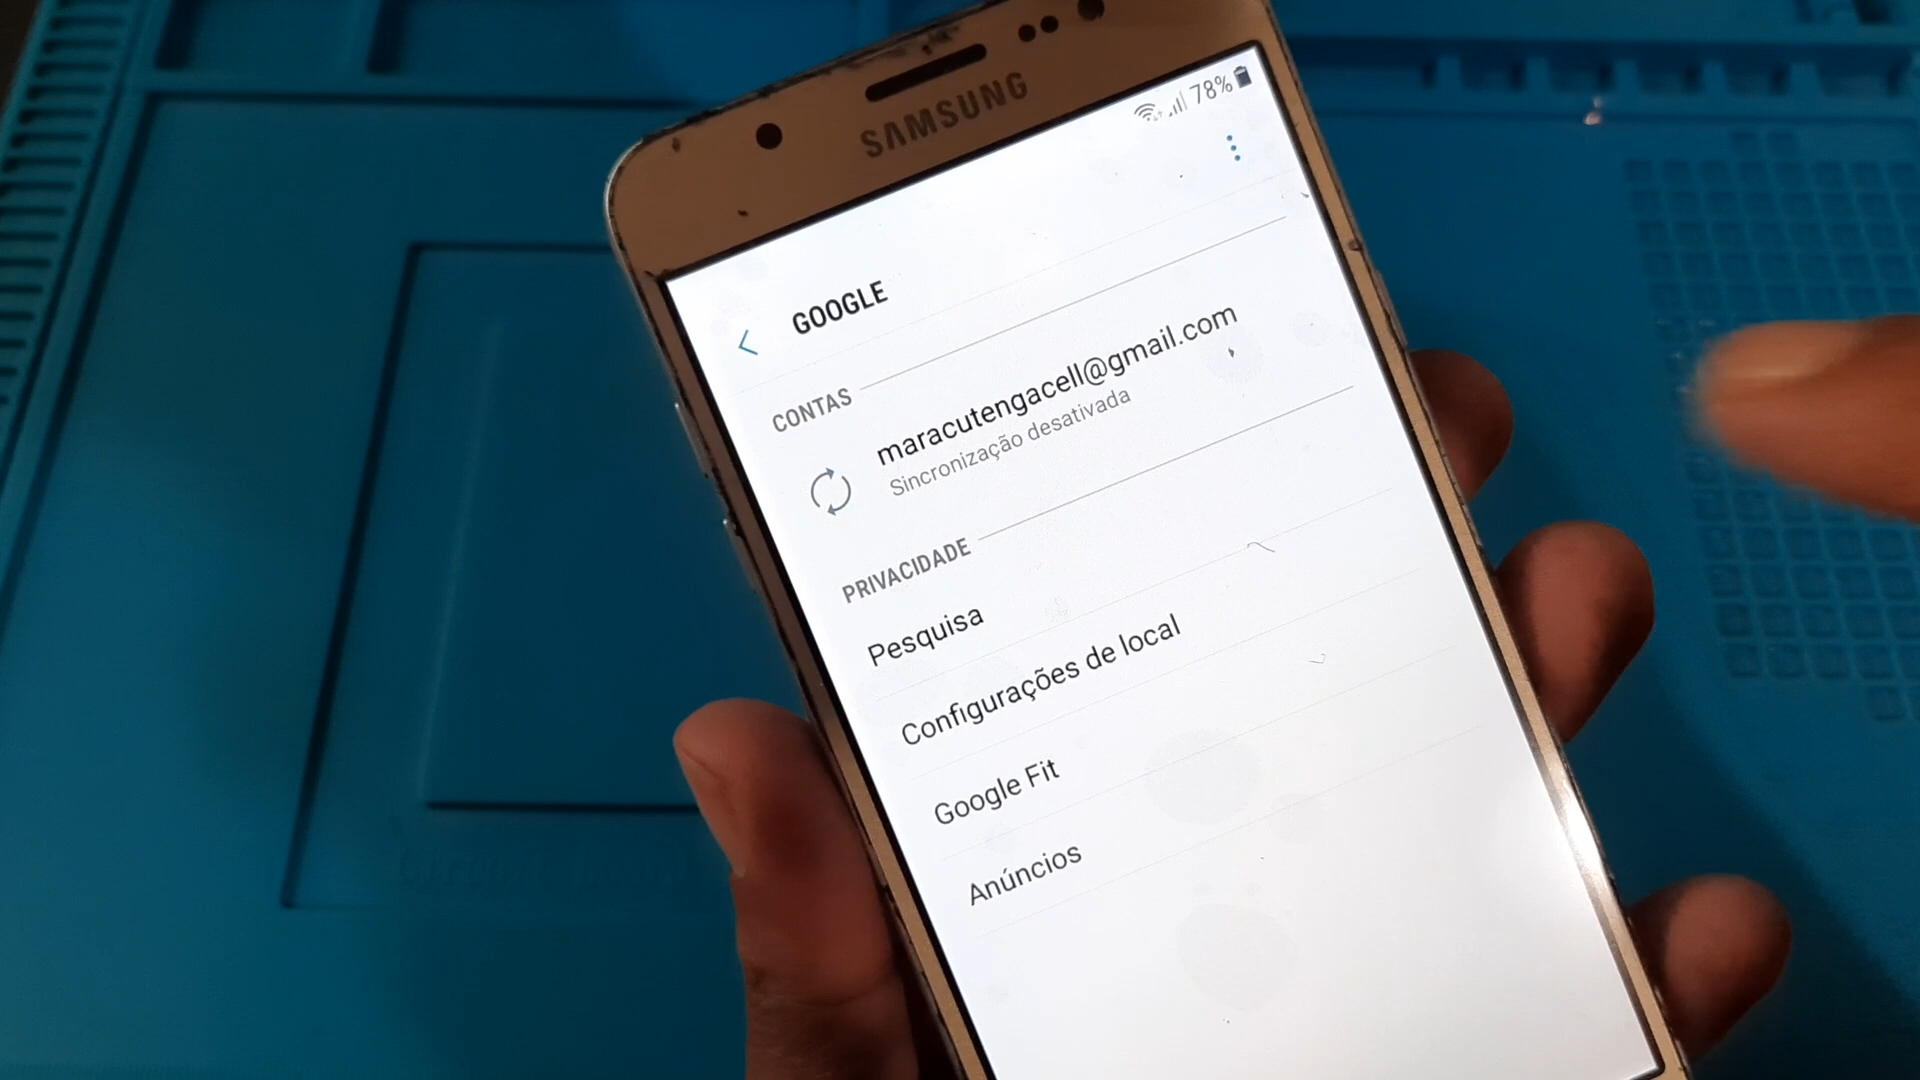 SAMSUNG
78%
GOOGLE
CONTAS
maracutengacell@gmail.com
Sincronização desativada
PRIVACIDADE
Pesquisa
Configurações de local
Google Fit
Anúncios